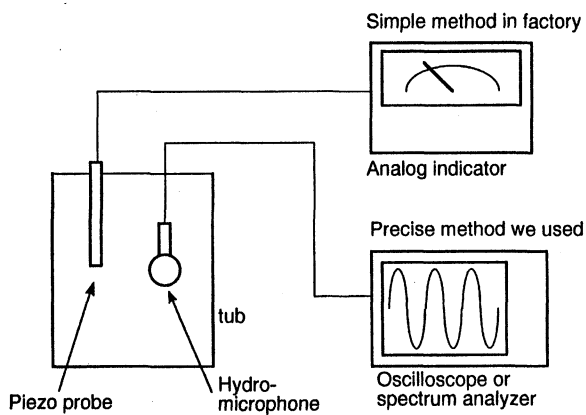 Simple method in factory
Analog indicator
Precise method we used
tub
Piezo probe
Hydro-
microphone
Oscilloscope or
spectrum analyzer